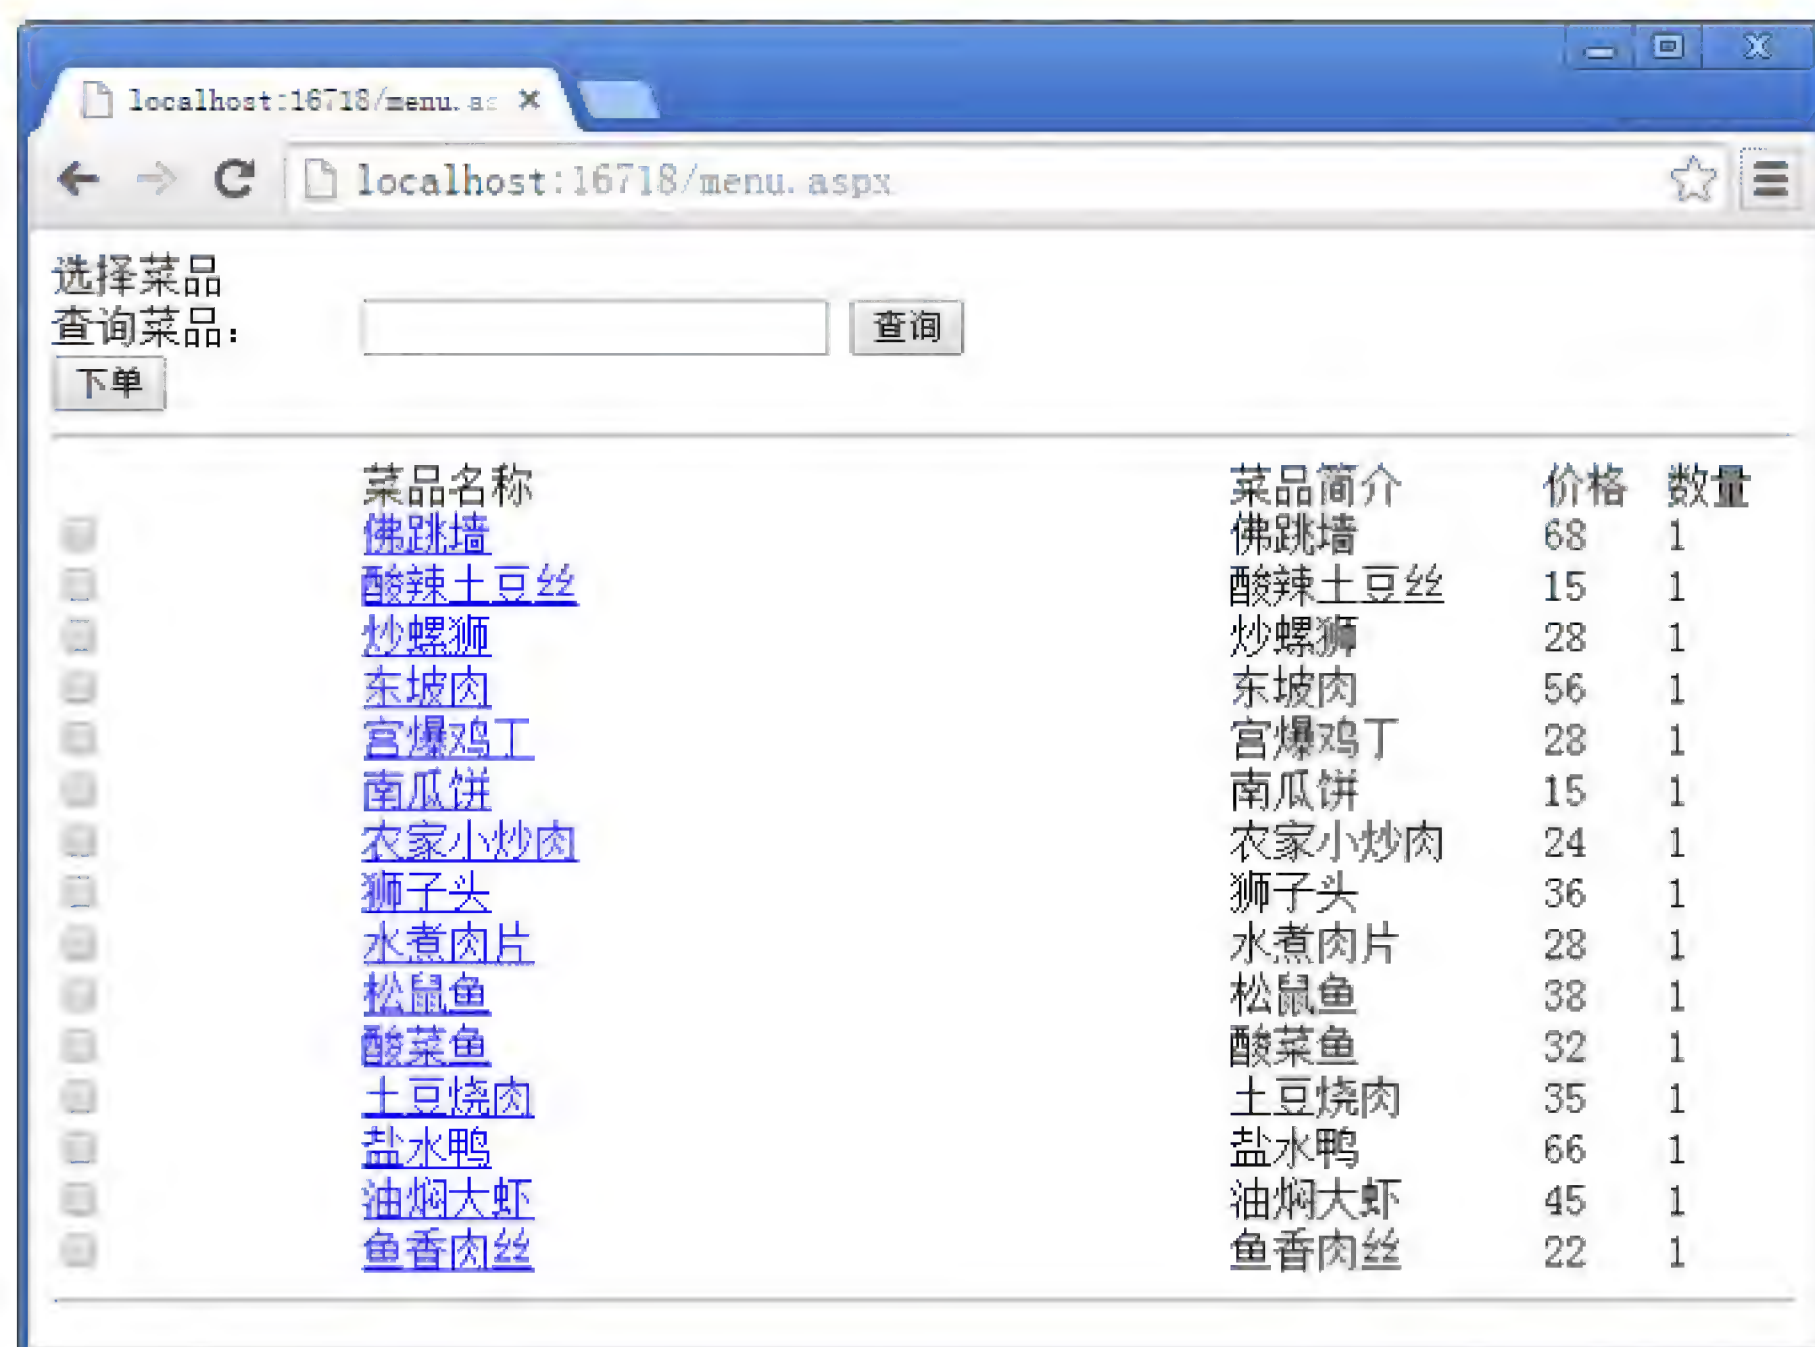 localhost:16718/menu.as
localhost:16718/menu.aspx
选择菜品
查询菜品： 查询
下单
菜品名称 菜品简介 价格 数量
佛跳墙 佛跳墙 68 1
酸辣土豆丝 酸辣土豆丝 15 1
炒螺狮 炒螺狮 28 1
东坡肉 东坡肉 56 1
宫爆鸡丁 宫爆鸡丁 28 1
南瓜饼 南瓜饼 15 1
农家小炒肉 农家小炒肉 24 1
狮子头 狮子头 36 1
水煮肉片 水煮肉片 28 1
松鼠鱼 松鼠鱼 38 1
酸菜鱼 酸菜鱼 32 1
土豆烧肉 土豆烧肉 35 1
盐水鸭 盐水鸭 66 1
油焖大虾 油焖大虾 45 1
鱼香肉丝 鱼香肉丝 22 1